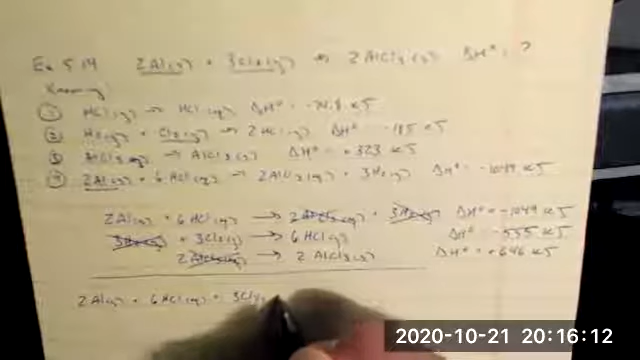 Ex 5.14 2Al(s) + 3Cl₂(g) → 2AlCl₃(s) ΔH° = ?
Knowing
① HCl(g) → HCl(aq) ΔH° = -74.8 kJ
② H₂(g) + Cl₂(g) → 2HCl(g) ΔH° = -185 kJ
③ AlCl₃(aq) → AlCl₃(s) ΔH° = +323 kJ
④ 2Al(s) + 6HCl(aq) → 2AlCl₃(aq) + 3H₂(g) ΔH° = -1049 kJ
2Al(s) + 6HCl(aq) → 2AlCl₃(aq) + 3H₂(g) ΔH° = -1049 kJ
3H₂(g) + 3Cl₂(g) → 6HCl(g) ΔH° = -555 kJ
2AlCl₃(aq) → 2AlCl₃(s) ΔH° = +646 kJ
2Al(s) + 6HCl(aq) + 3Cl₂
2020-10-21 20:16:12